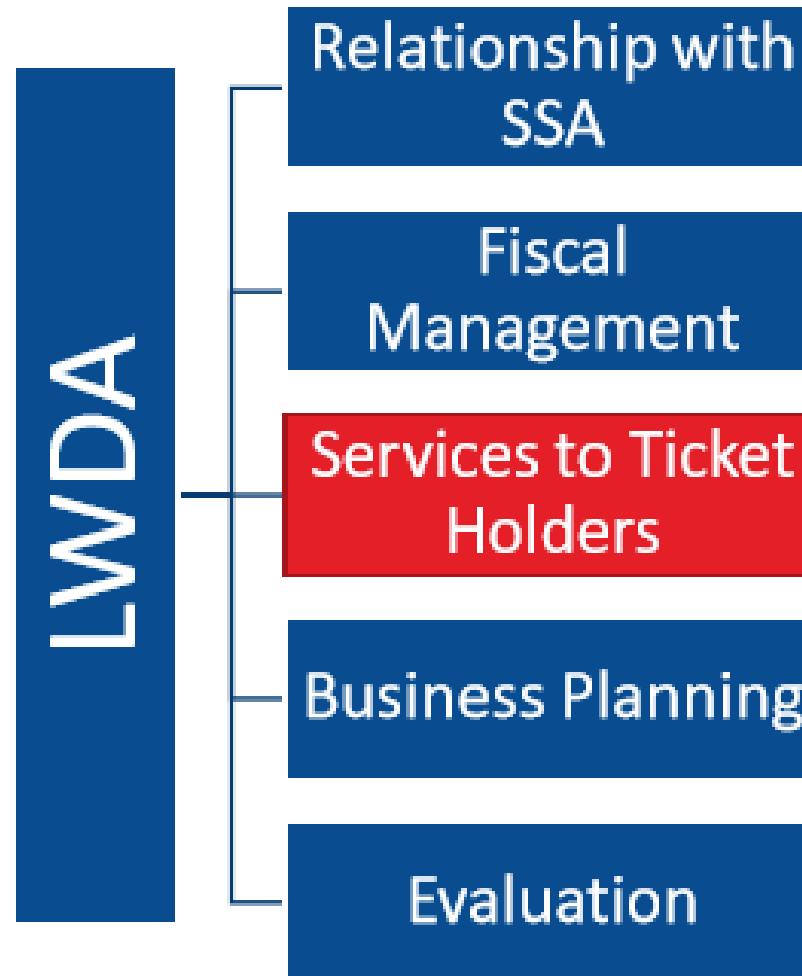 LWDA
Relationship with
SSA
Fiscal
Management
Services to Ticket
Holders
Business Planning
Evaluation